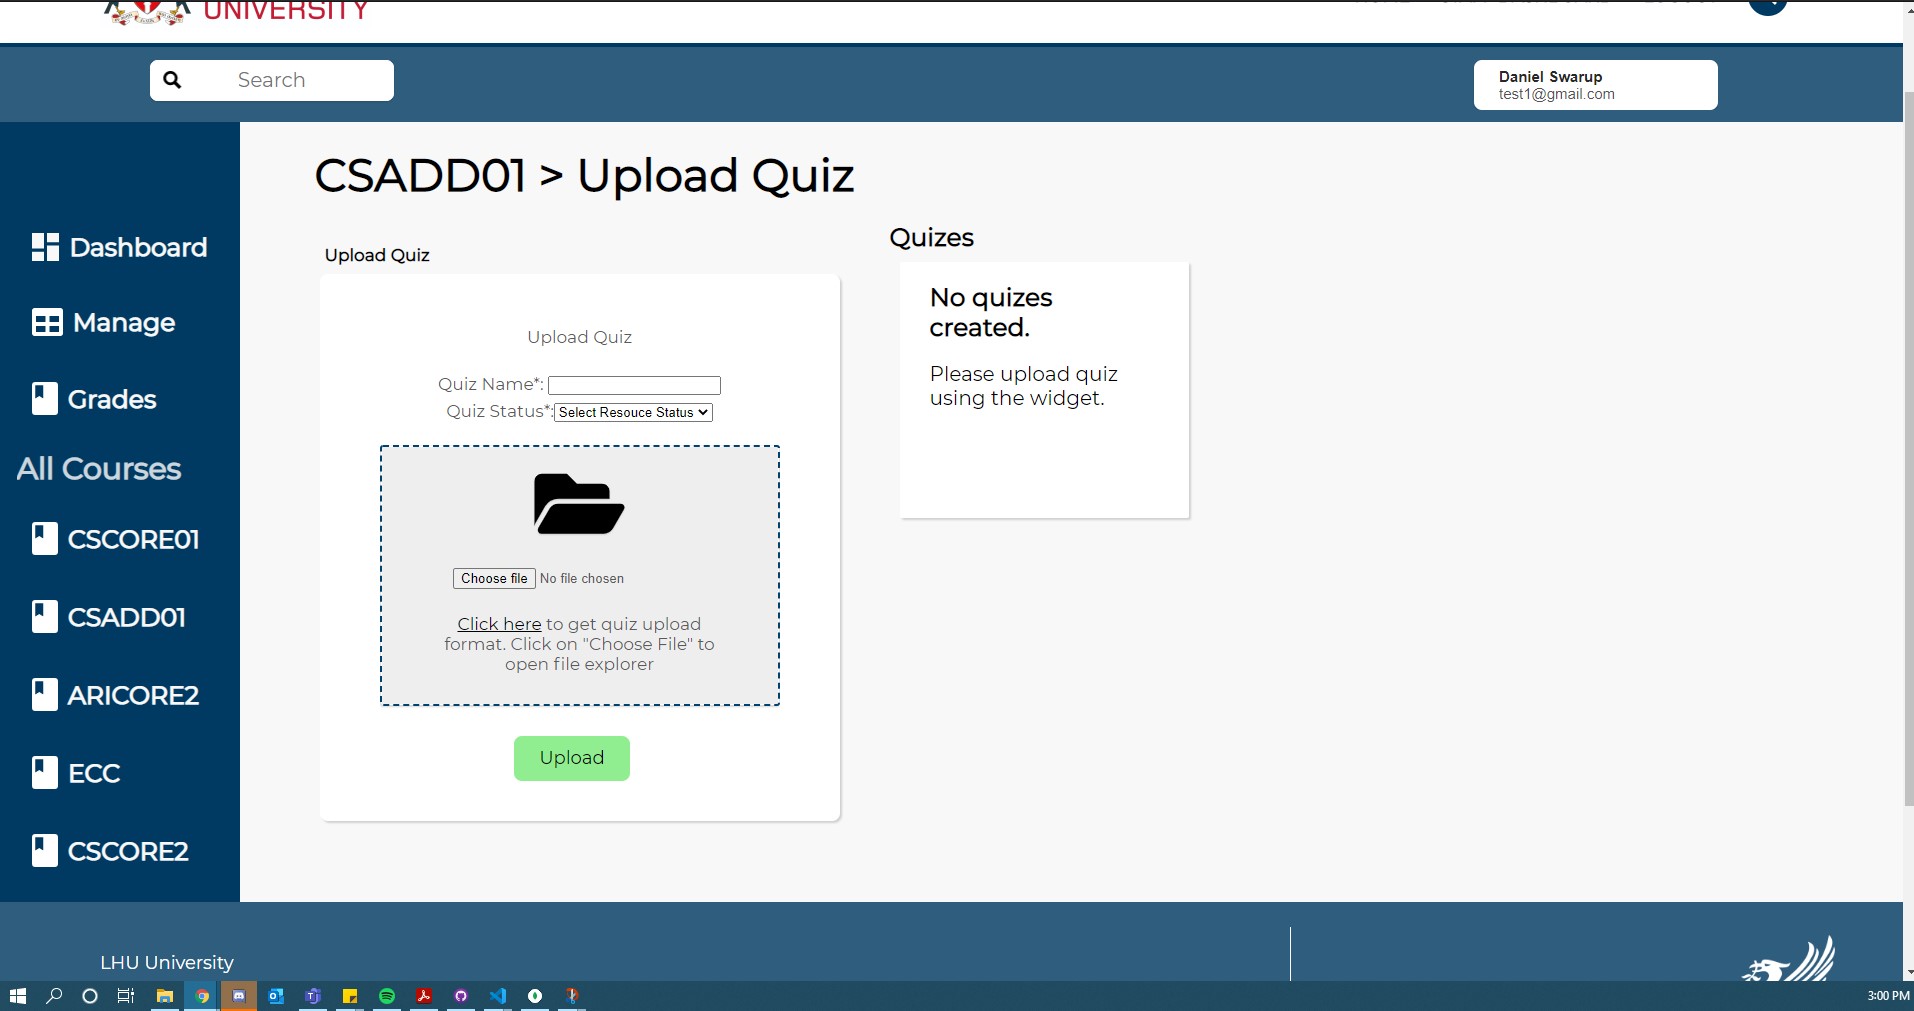 UNIVERSITY
Search
Daniel Swarup
test1@gmail.com
CSADD01 > Upload Quiz
Dashboard
Manage
Grades
All Courses
CSCORE01
CSADD01
ARICORE2
ECC
CSCORE2
Upload Quiz
Upload Quiz
Quiz Name*:
Quiz Status*: Select Resouce Status
Choose file No file chosen
Click here to get quiz upload
format. Click on "Choose File" to
open file explorer
Upload
Quizes
No quizes
created.
Please upload quiz
using the widget.
LHU University
3:00 PM